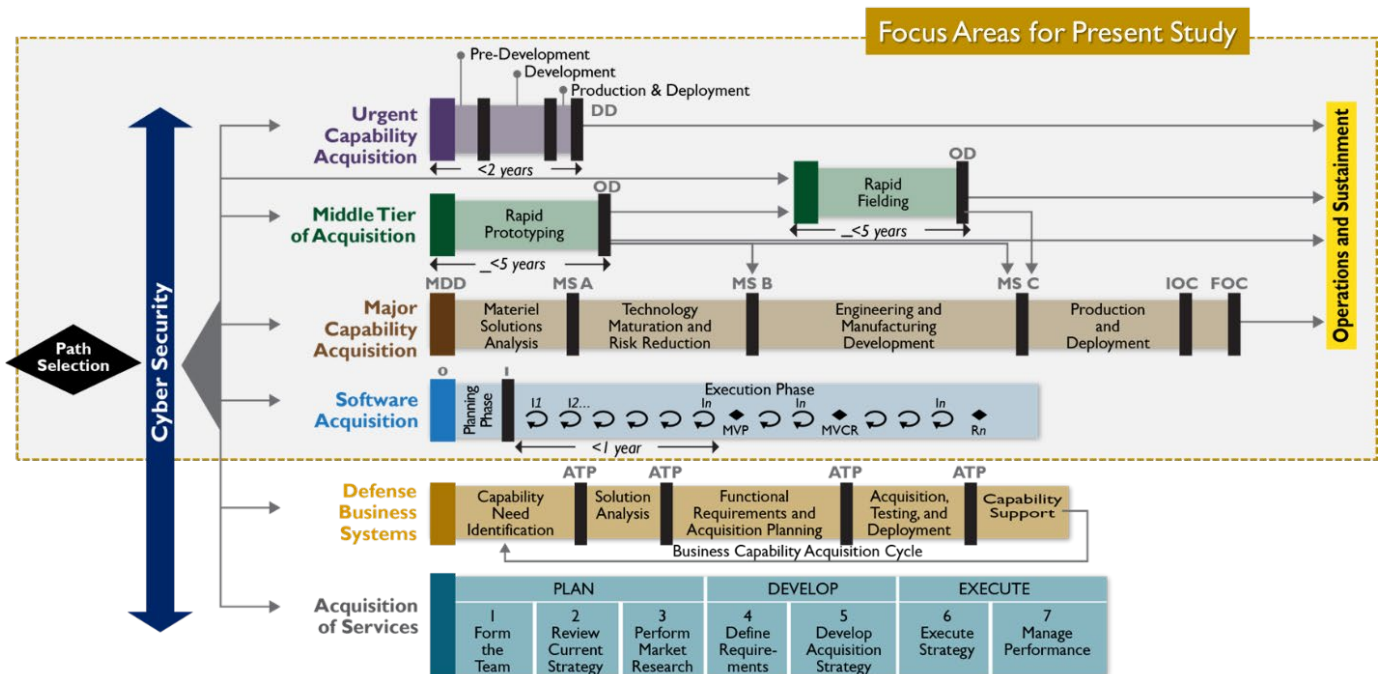 Focus Areas for Present Study
Pre-Development
Development
Production & Deployment
Urgent
Capability
Acquisition
DD
<2 years
OD
Rapid
Fielding
_<5 years
Middle Tier
of Acquisition
OD
Rapid
Prototyping
_<5 years
Operations and Sustainment
Path
Selection
Cyber Security
Major
Capability
Acquisition
MDD
MS A
MS B
MS C
IOC
FOC
Materiel
Solutions
Analysis
Technology
Maturation and
Risk Reduction
Engineering and
Manufacturing
Development
Production
and
Deployment
Software
Acquisition
0
I
Planning
Phase
Execution Phase
I1
I2...
In
In
In
MVP
MVCR
Rn
<1 year
Defense
Business
Systems
ATP
ATP
ATP
ATP
Capability
Need
Identification
Solution
Analysis
Functional
Requirements and
Acquisition Planning
Acquisition,
Testing, and
Deployment
Capability
Support
Business Capability Acquisition Cycle
Acquisition
of Services
PLAN
DEVELOP
EXECUTE
1
Form
the
Team
2
Review
Current
Strategy
3
Perform
Market
Research
4
Define
Require-
ments
5
Develop
Acquisition
Strategy
6
Execute
Strategy
7
Manage
Performance